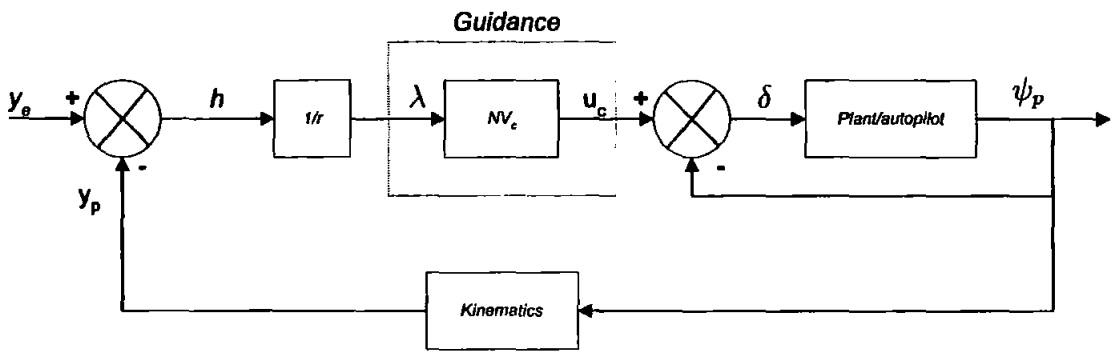 Guidance
y_e
+
h
1/r
λ
NV_c
u_c
+
δ
Plant/autopilot
ψ_p
-
-
y_p
Kinematics